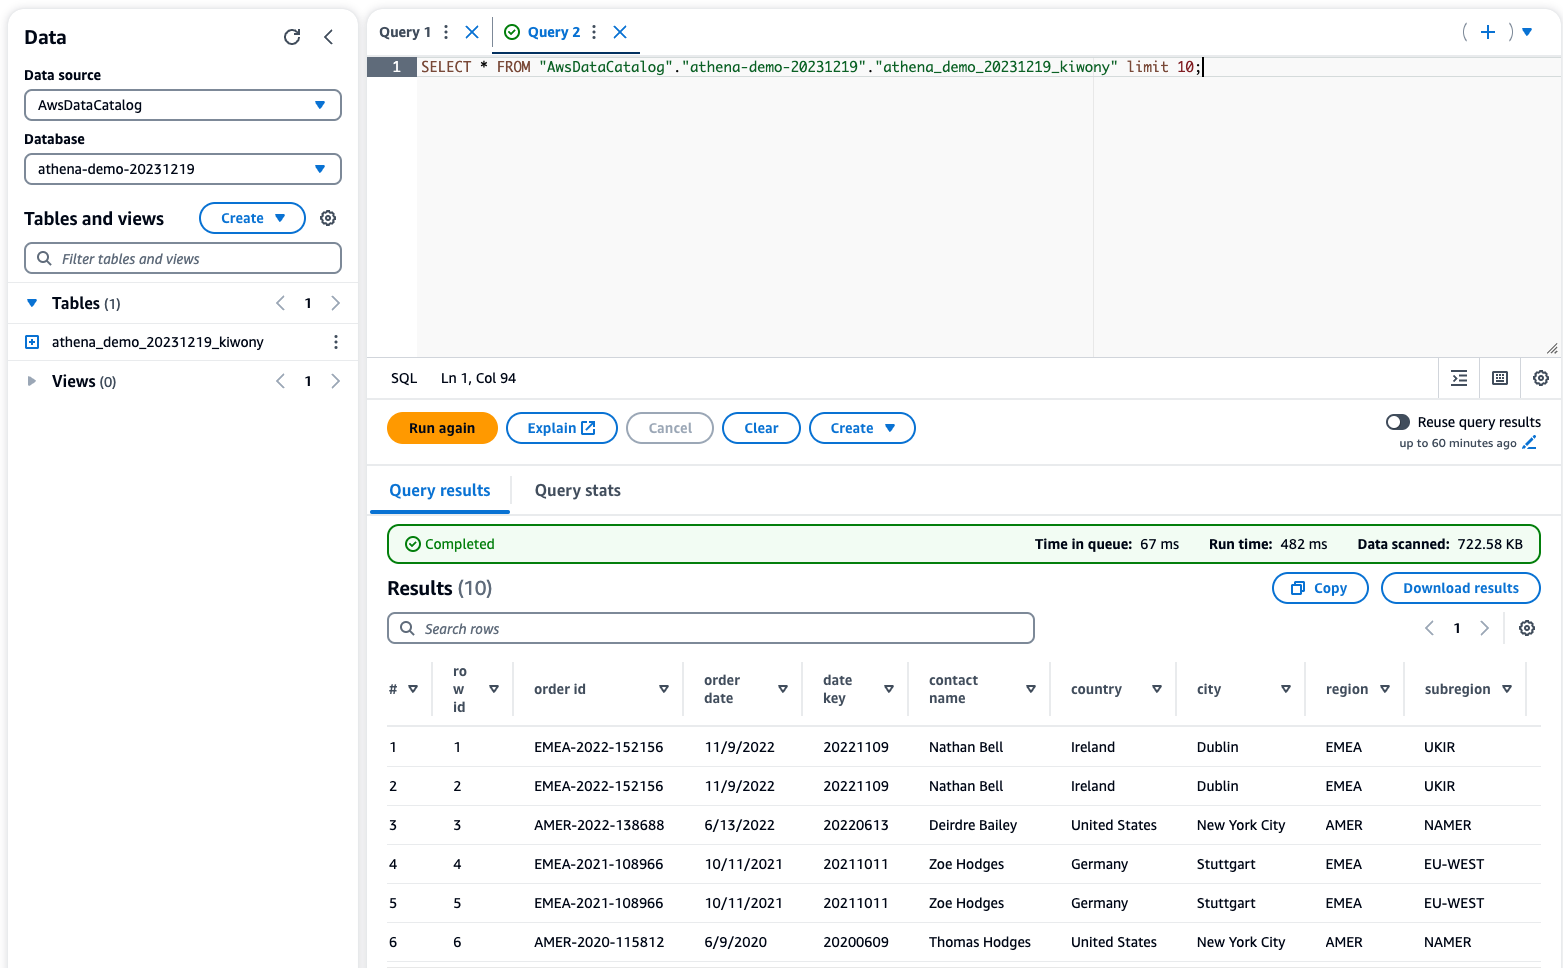 Data
Data source
AwsDataCatalog
Database
athena-demo-20231219
Tables and views
Create
Filter tables and views
Tables (1)
1
athena_demo_20231219_kiwony
Views (0)
1
Query 1
Query 2
1 SELECT * FROM "AwsDataCatalog"."athena-demo-20231219"."athena_demo_20231219_kiwony" limit 10;
SQL Ln 1, Col 94
Run again Explain Cancel Clear Create
Reuse query results
up to 60 minutes ago
Query results Query stats
Completed Time in queue: 67 ms Run time: 482 ms Data scanned: 722.58 KB
Results (10) Copy Download results
Search rows 1
# row id order id order date date key contact name country city region subregion
1 1 EMEA-2022-152156 11/9/2022 20221109 Nathan Bell Ireland Dublin EMEA UKIR
2 2 EMEA-2022-152156 11/9/2022 20221109 Nathan Bell Ireland Dublin EMEA UKIR
3 3 AMER-2022-138688 6/13/2022 20220613 Deirdre Bailey United States New York City AMER NAMER
4 4 EMEA-2021-108966 10/11/2021 20211011 Zoe Hodges Germany Stuttgart EMEA EU-WEST
5 5 EMEA-2021-108966 10/11/2021 20211011 Zoe Hodges Germany Stuttgart EMEA EU-WEST
6 6 AMER-2020-115812 6/9/2020 20200609 Thomas Hodges United States New York City AMER NAMER